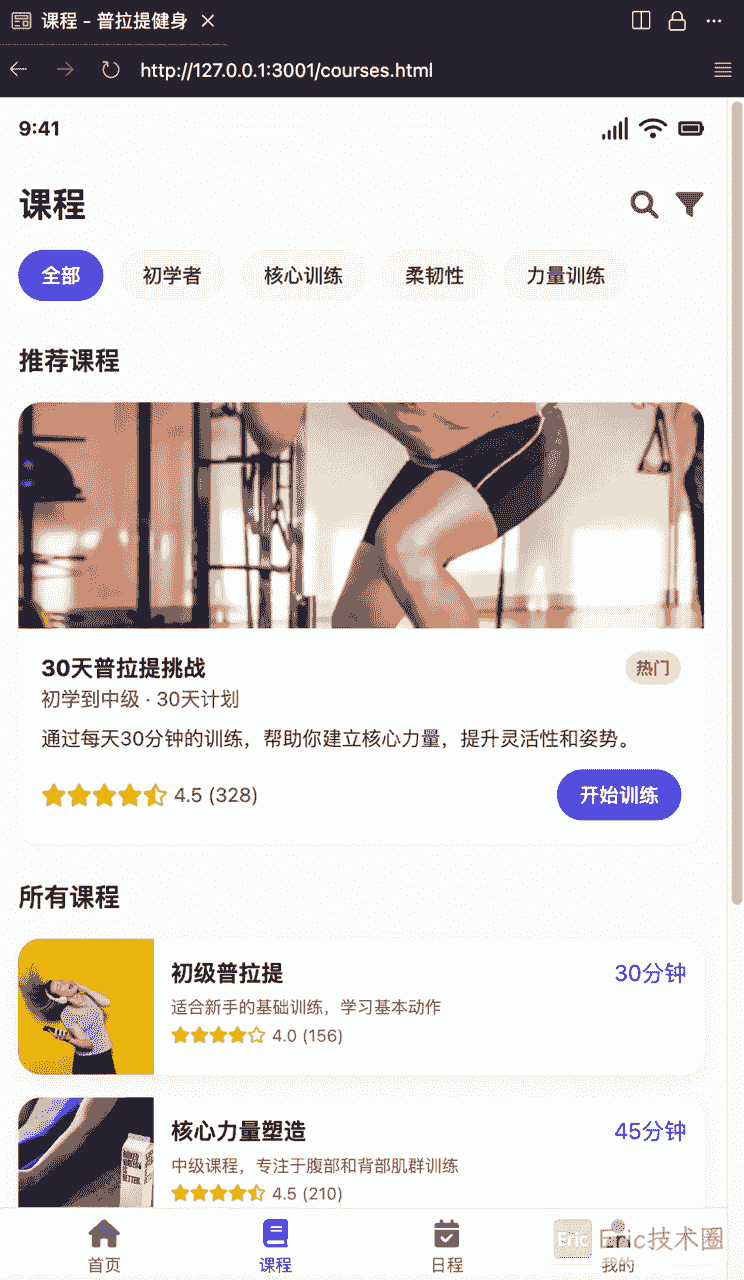 课程 - 普拉提健身
http://127.0.0.1:3001/courses.html
9:41
课程
全部 初学者 核心训练 柔韧性 力量训练
推荐课程
30天普拉提挑战 热门
初学到中级 · 30天计划
通过每天30分钟的训练，帮助你建立核心力量，提升灵活性和姿势。
4.5 (328) 开始训练
所有课程
初级普拉提 30分钟
适合新手的基础训练，学习基本动作
4.0 (156)
核心力量塑造 45分钟
中级课程，专注于腹部和背部肌群训练
4.5 (210)
Eric Eric技术圈
首页 课程 日程 我的